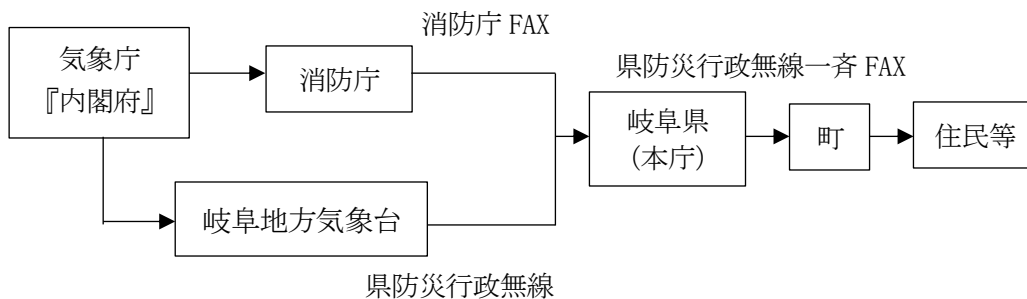 消防庁 FAX
気象庁
『内閣府』
消防庁
県防災行政無線一斉 FAX
岐阜県
(本庁)
町
住民等
岐阜地方気象台
県防災行政無線